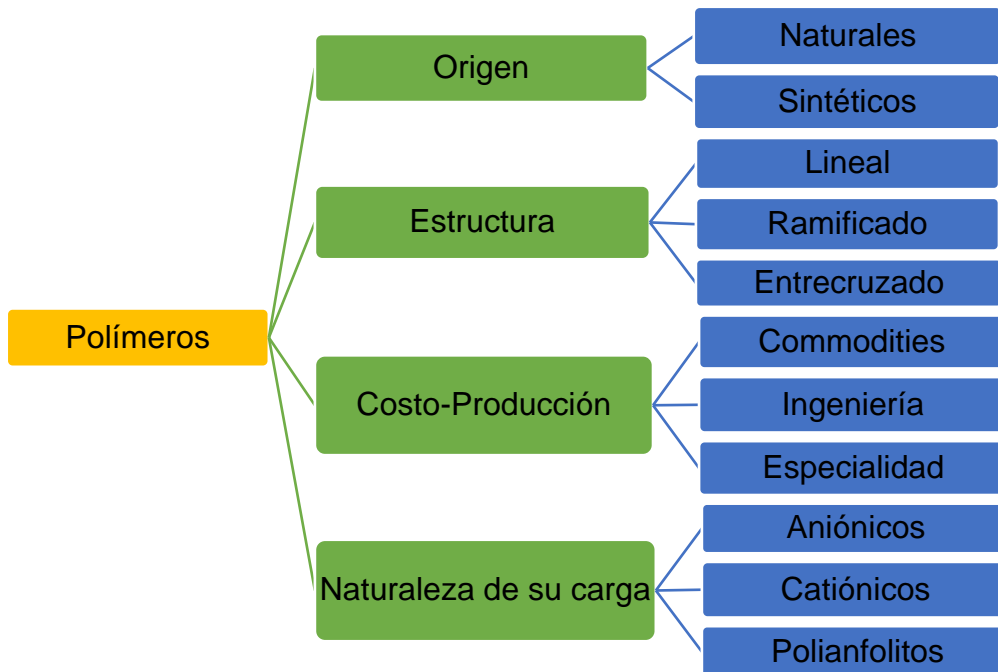 Polímeros
Origen
Naturales
Sintéticos
Estructura
Lineal
Ramificado
Entrecruzado
Costo-Producción
Commodities
Ingeniería
Especialidad
Naturaleza de su carga
Aniónicos
Catiónicos
Polianfolitos